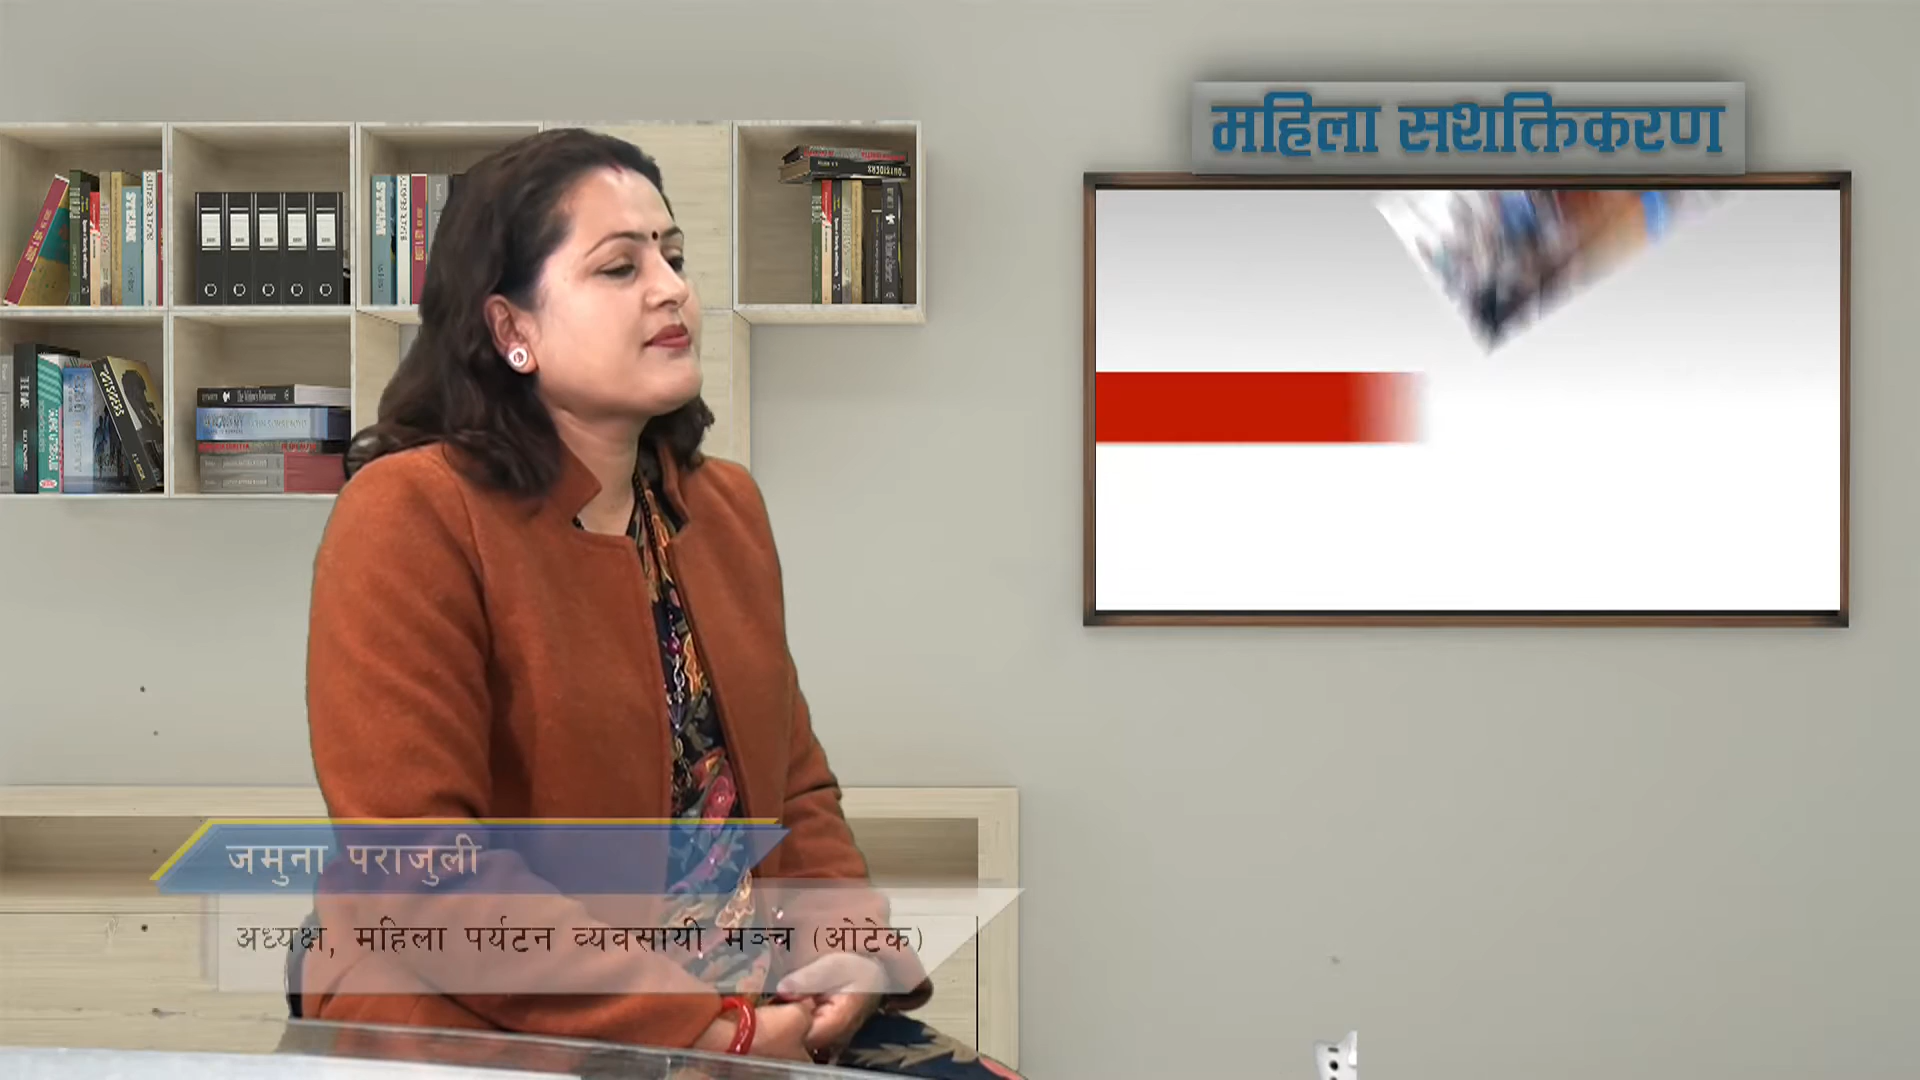 महिला सशक्तिकरण
जमुना पराजुली
अध्यक्ष, महिला पर्यटन व्यवसायी मञ्च (ओटेक)